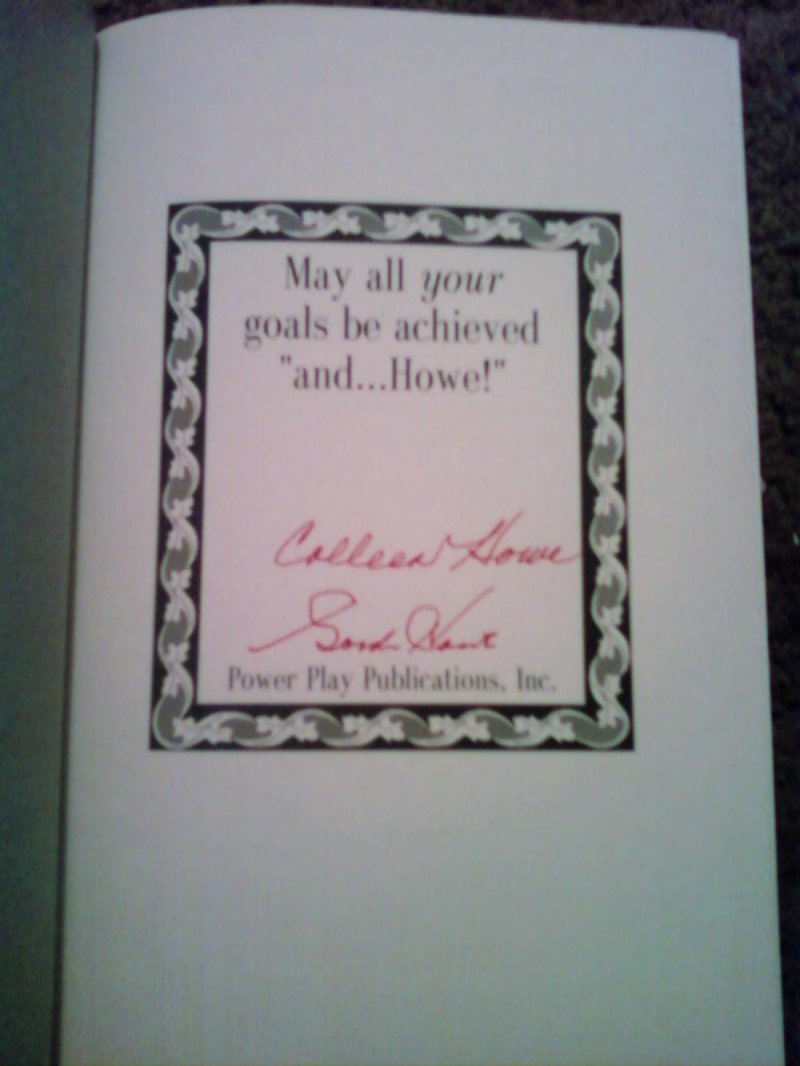 May all your
goals be achieved
"and...Howe!"
Colleen Howe
Gordie Howe
Power Play Publications, Inc.